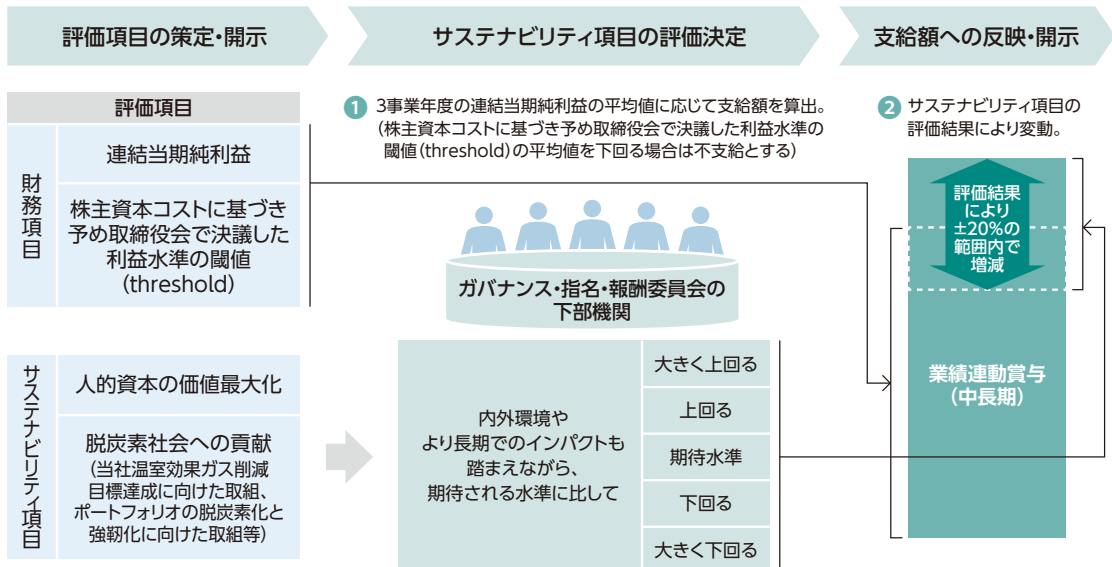 評価項目の策定・開示
サステナビリティ項目の評価決定
支給額への反映・開示
評価項目
財務項目
連結当期純利益
株主資本コストに基づき
予め取締役会で決議した
利益水準の閾値
(threshold)
サステナビリティ項目
人的資本の価値最大化
脱炭素社会への貢献
(当社温室効果ガス削減
目標達成に向けた取組、
ポートフォリオの脱炭素化と
強靭化に向けた取組等)
1 3事業年度の連結当期純利益の平均値に応じて支給額を算出。
(株主資本コストに基づき予め取締役会で決議した利益水準の
閾値(threshold)の平均値を下回る場合は不支給とする)
ガバナンス・指名・報酬委員会の
下部機関
内外環境や
より長期でのインパクトも
踏まえながら、
期待される水準に比して
大きく上回る
上回る
期待水準
下回る
大きく下回る
2 サステナビリティ項目の
評価結果により変動。
評価結果
により
±20%の
範囲内で
増減
業績連動賞与
(中長期)